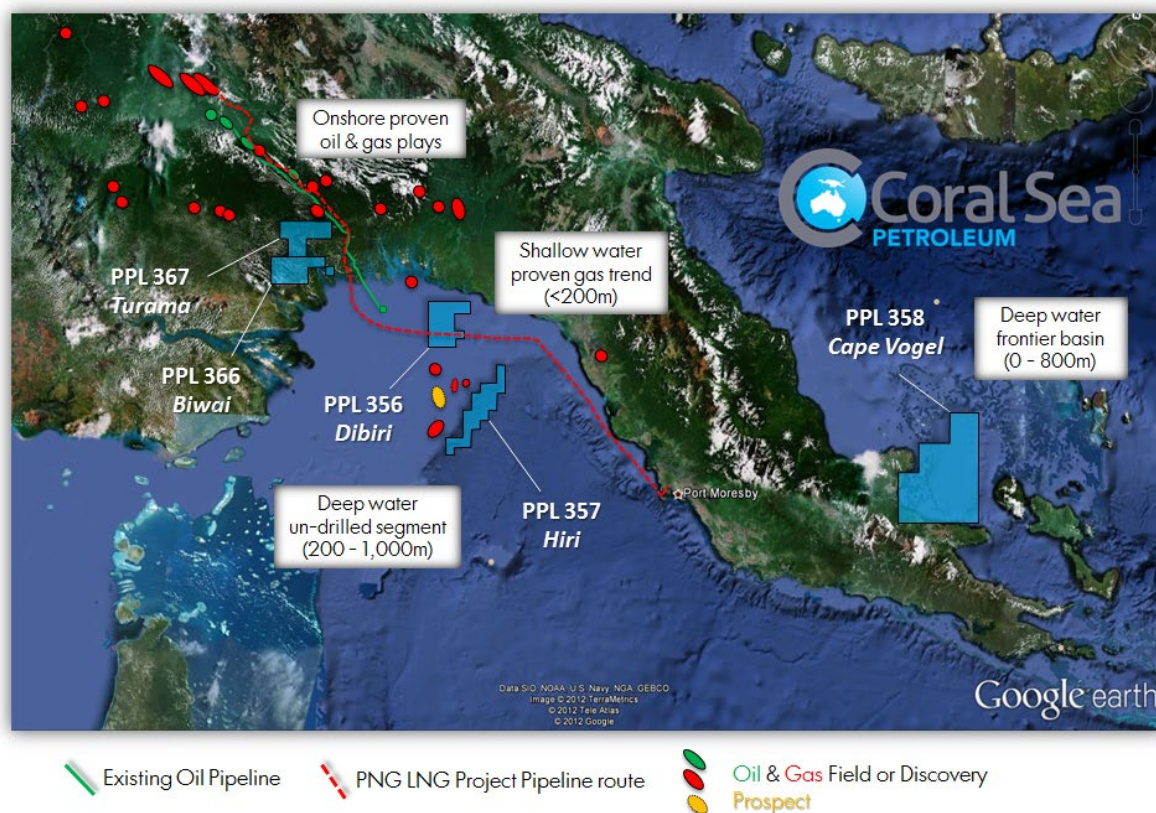 Onshore proven
oil & gas plays
Coral Sea
PETROLEUM
Shallow water
proven gas trend
(<200m)
PPL 367
Turama
PPL 358
Cape Vogel
Deep water
frontier basin
(0 - 800m)
PPL 366
Biwai
PPL 356
Dibiri
Port Moresby
Deep water
un-drilled segment
(200 - 1,000m)
PPL 357
Hiri
Data SIO, NOAA, U.S. Navy, NGA, GEBCO
Image © 2012 TerraMetrics
© 2012 Tele Atlas
© 2012 Google
Google earth
Existing Oil Pipeline
PNG LNG Project Pipeline route
Oil & Gas Field or Discovery
Prospect